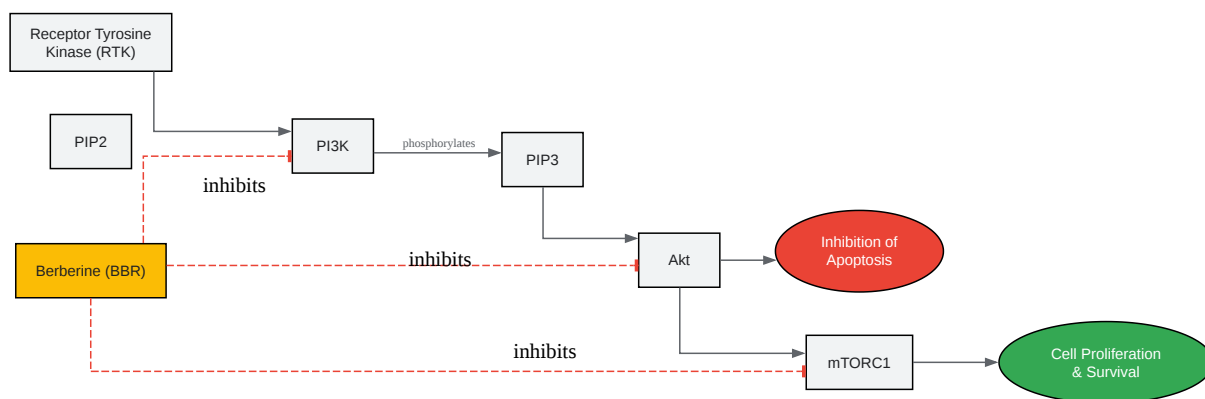 Receptor Tyrosine
Kinase (RTK)
PIP2
PI3K
phosphorylates
PIP3
inhibits
Berberine (BBR)
inhibits
Akt
Inhibition of
Apoptosis
inhibits
mTORC1
Cell Proliferation
& Survival